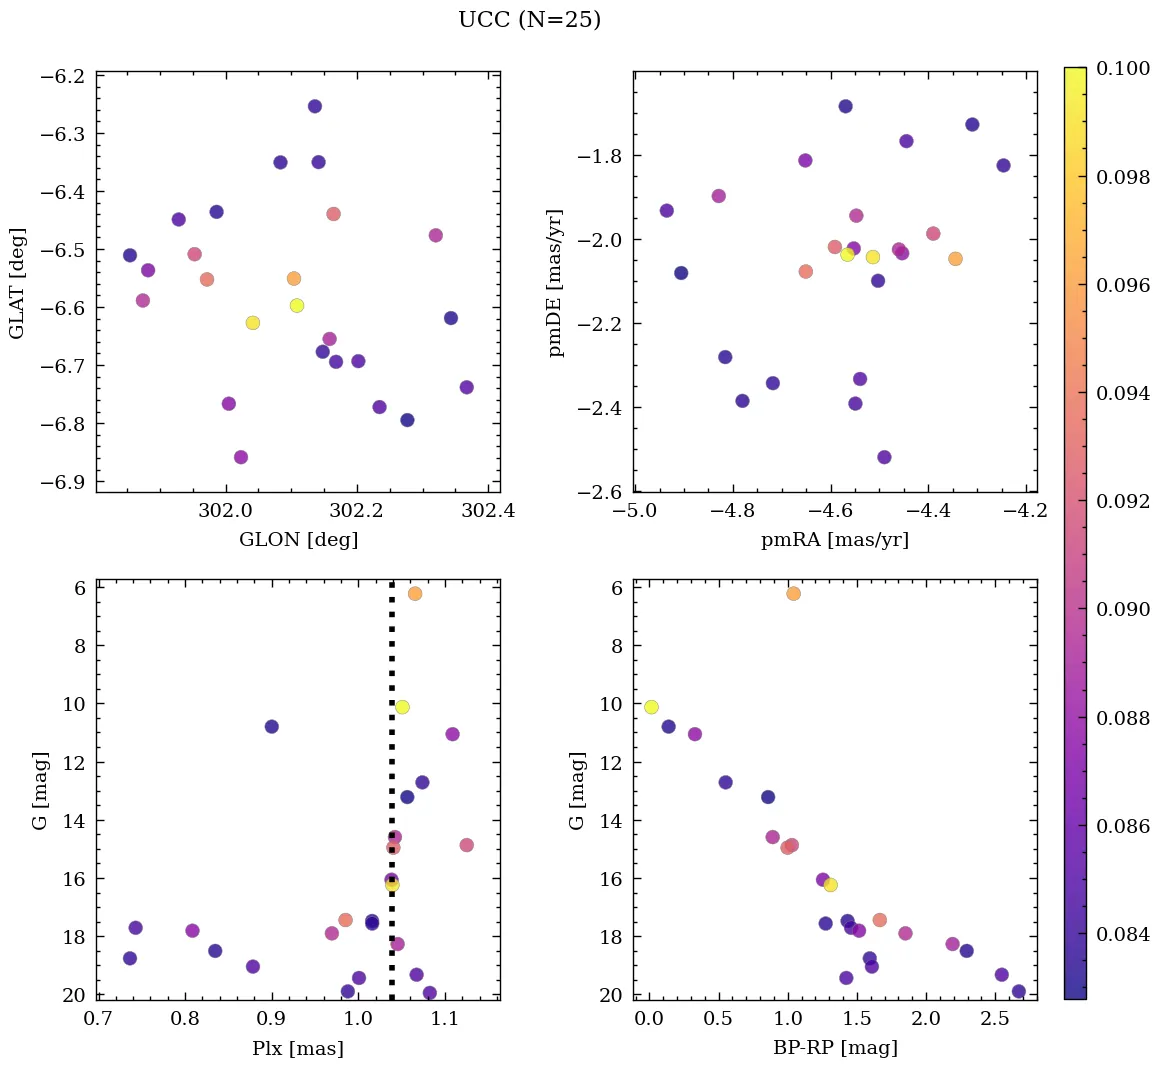 UCC (N=25)
−6.2
−6.3
−6.4
−6.5
−6.6
−6.7
−6.8
−6.9
GLAT [deg]
302.0 302.2 302.4
GLON [deg]
−1.8
−2.0
−2.2
−2.4
−2.6
pmDE [mas/yr]
−5.0 −4.8 −4.6 −4.4 −4.2
pmRA [mas/yr]
6
8
10
12
14
16
18
20
G [mag]
0.7 0.8 0.9 1.0 1.1
Plx [mas]
6
8
10
12
14
16
18
20
G [mag]
0.0 0.5 1.0 1.5 2.0 2.5
BP-RP [mag]
0.100
0.098
0.096
0.094
0.092
0.090
0.088
0.086
0.084